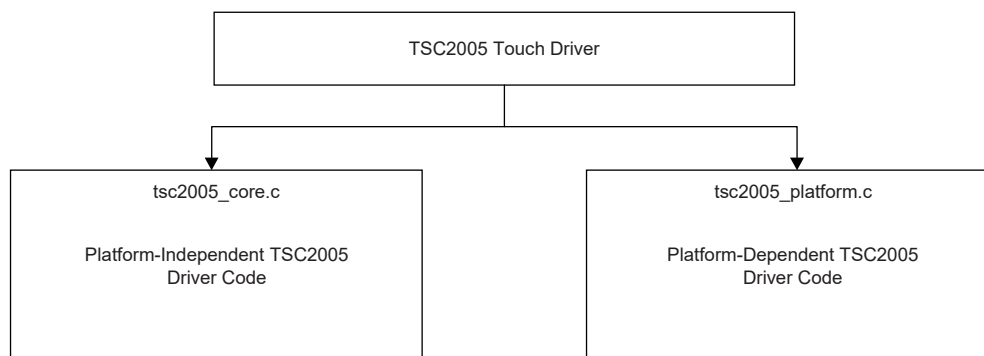 TSC2005 Touch Driver
tsc2005_core.c
Platform-Independent TSC2005
Driver Code
tsc2005_platform.c
Platform-Dependent TSC2005
Driver Code